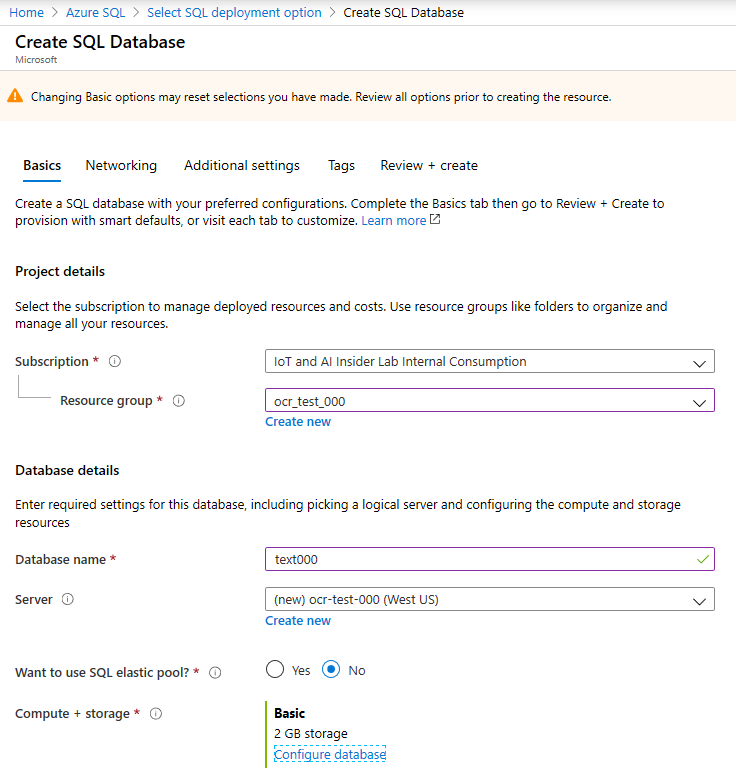 Home > Azure SQL > Select SQL deployment option > Create SQL Database
Create SQL Database
Microsoft
Changing Basic options may reset selections you have made. Review all options prior to creating the resource.
Basics Networking Additional settings Tags Review + create
Create a SQL database with your preferred configurations. Complete the Basics tab then go to Review + Create to
provision with smart defaults, or visit each tab to customize. Learn more
Project details
Select the subscription to manage deployed resources and costs. Use resource groups like folders to organize and
manage all your resources.
Subscription * IoT and AI Insider Lab Internal Consumption
Resource group * ocr_test_000
Create new
Database details
Enter required settings for this database, including picking a logical server and configuring the compute and storage
resources
Database name * text000
Server (new) ocr-test-000 (West US)
Create new
Want to use SQL elastic pool? * Yes No
Compute + storage * Basic
2 GB storage
Configure database